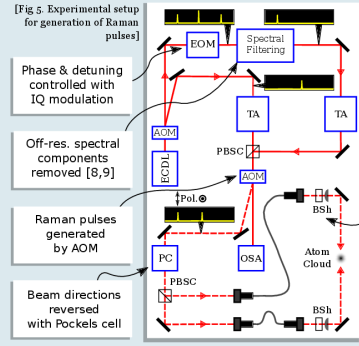 [Fig 5. Experimental setup
for generation of Raman
pulses]
EOM
Spectral
Filtering
Phase & detuning
controlled with
IQ modulation
TA
TA
AOM
PBSC
Off-res. spectral
components
removed [8,9]
ECDL
AOM
Pol.
BSh
Raman pulses
generated
by AOM
PC
OSA
Atom
Cloud
PBSC
Beam directions
reversed
with Pockels cell
BSh